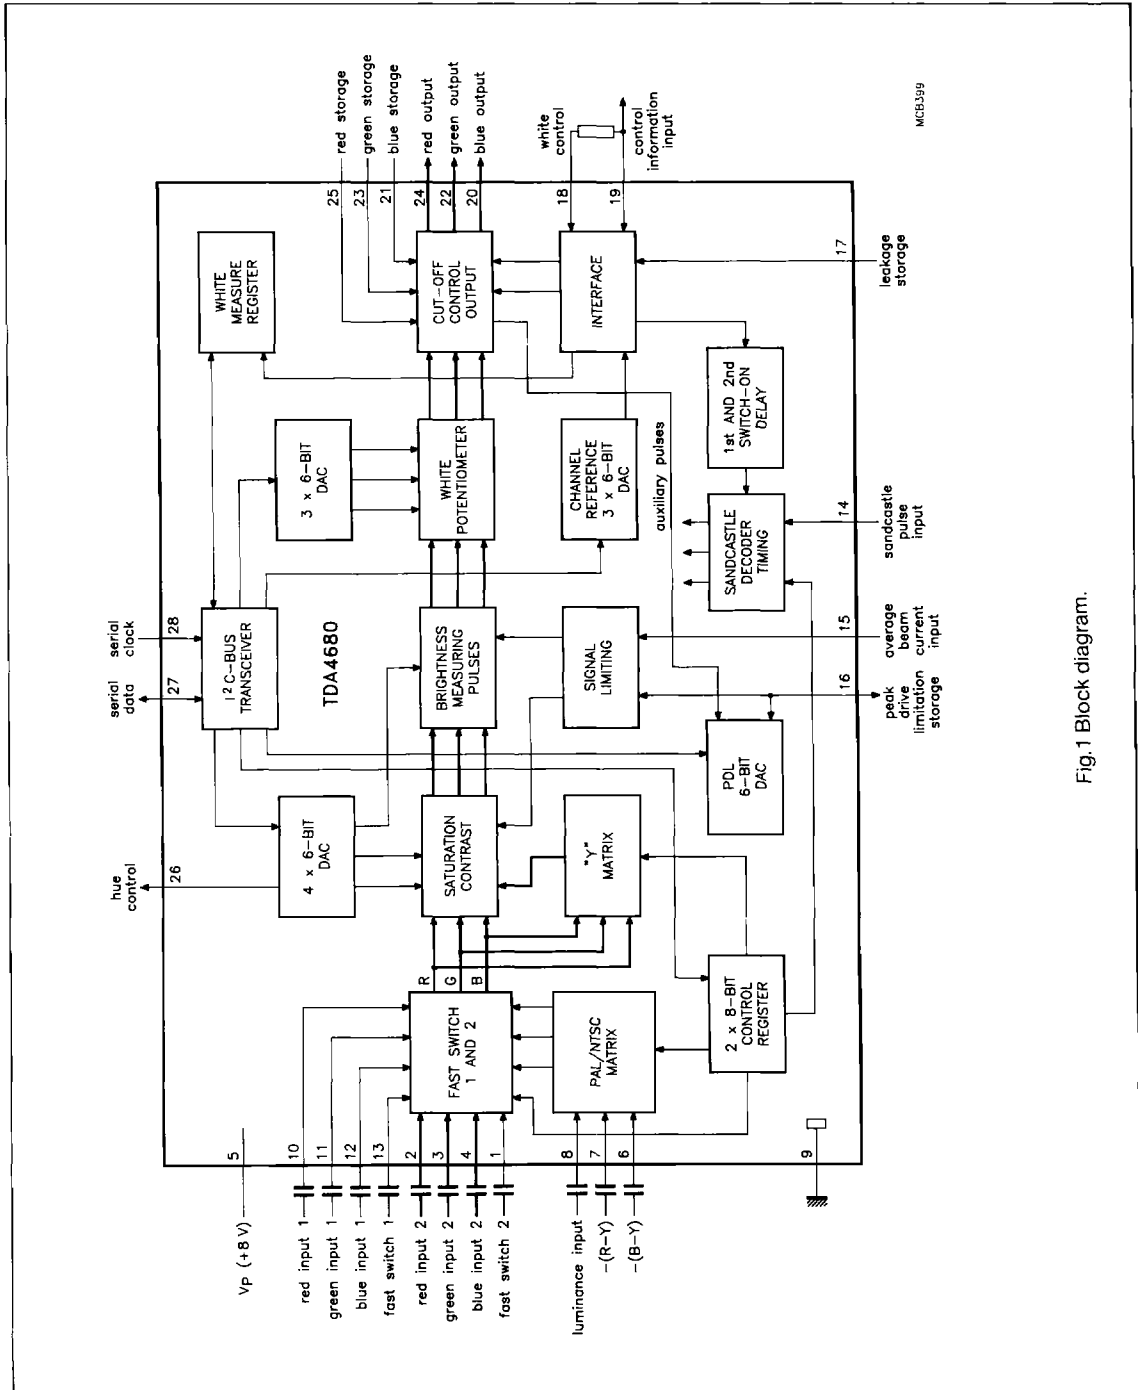 Vp (+8 V)
5
red input 1
10
green input 1
11
blue input 1
12
fast switch 1
13
red input 2
2
green input 2
3
blue input 2
4
fast switch 2
1
luminance input
8
-(R-Y)
7
-(B-Y)
6
9
hue
control
26
serial
data
27
serial
clock
28
FAST SWITCH
1 AND 2
R
G
B
PAL/NTSC
MATRIX
2 x 8-BIT
CONTROL
REGISTER
4 x 6-BIT
DAC
SATURATION
CONTRAST
"Y"
MATRIX
PDL
6-BIT
DAC
I²C-BUS
TRANSCEIVER
TDA4680
BRIGHTNESS
MEASURING
PULSES
SIGNAL
LIMITING
3 x 6-BIT
DAC
WHITE
POTENTIOMETER
CHANNEL
REFERENCE
3 x 6-BIT
DAC
auxiliary pulses
SANDCASTLE
DECODER
TIMING
1st AND 2nd
SWITCH-ON
DELAY
WHITE
MEASURE
REGISTER
CUT-OFF
CONTROL
OUTPUT
INTERFACE
25
red storage
23
green storage
21
blue storage
24
red output
22
green output
20
blue output
18
white
control
19
control
information
input
16
peak
drive
limitation
storage
15
average
beam
current
input
14
sandcastle
pulse
input
17
leakage
storage
MCB399
Fig.1 Block diagram.